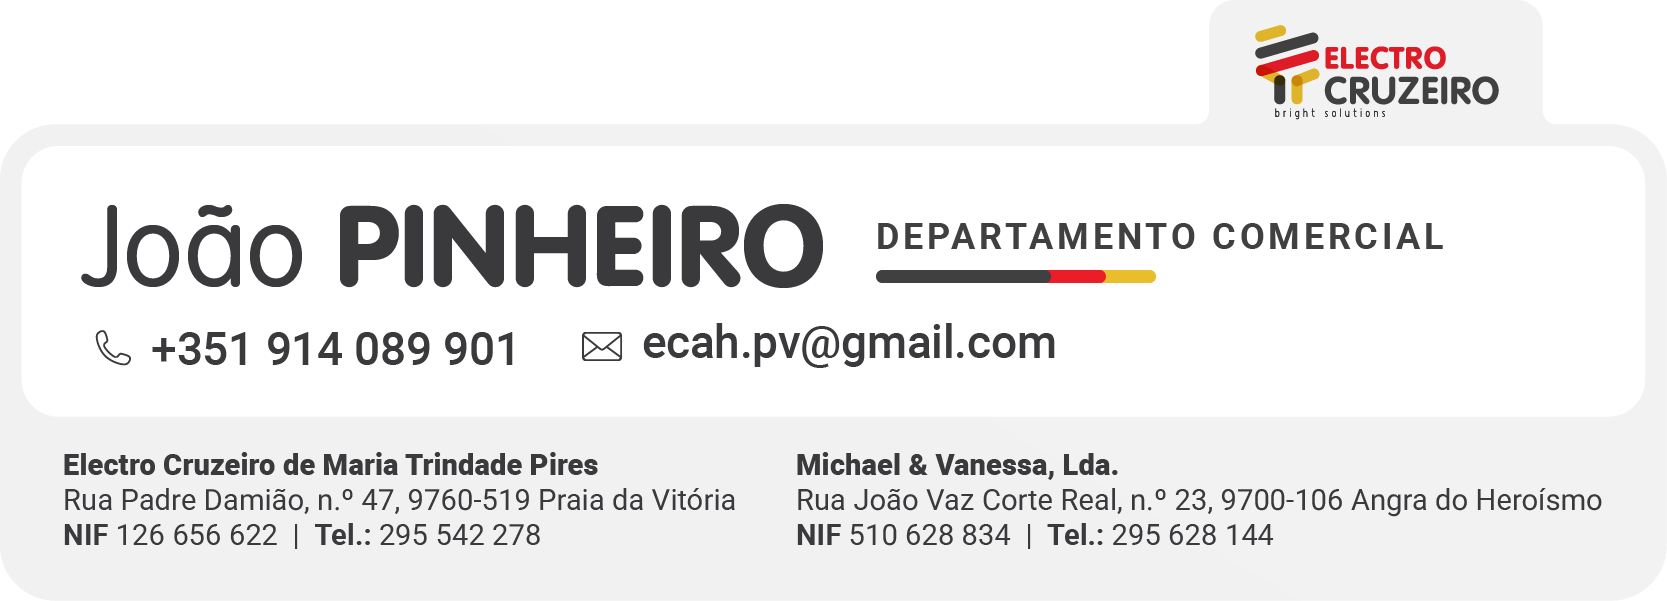 ELECTRO
CRUZEIRO
bright solutions
João PINHEIRO
DEPARTAMENTO COMERCIAL
+351 914 089 901
ecah.pv@gmail.com
Electro Cruzeiro de Maria Trindade Pires
Rua Padre Damião, n.º 47, 9760-519 Praia da Vitória
NIF 126 656 622 | Tel.: 295 542 278
Michael & Vanessa, Lda.
Rua João Vaz Corte Real, n.º 23, 9700-106 Angra do Heroísmo
NIF 510 628 834 | Tel.: 295 628 144